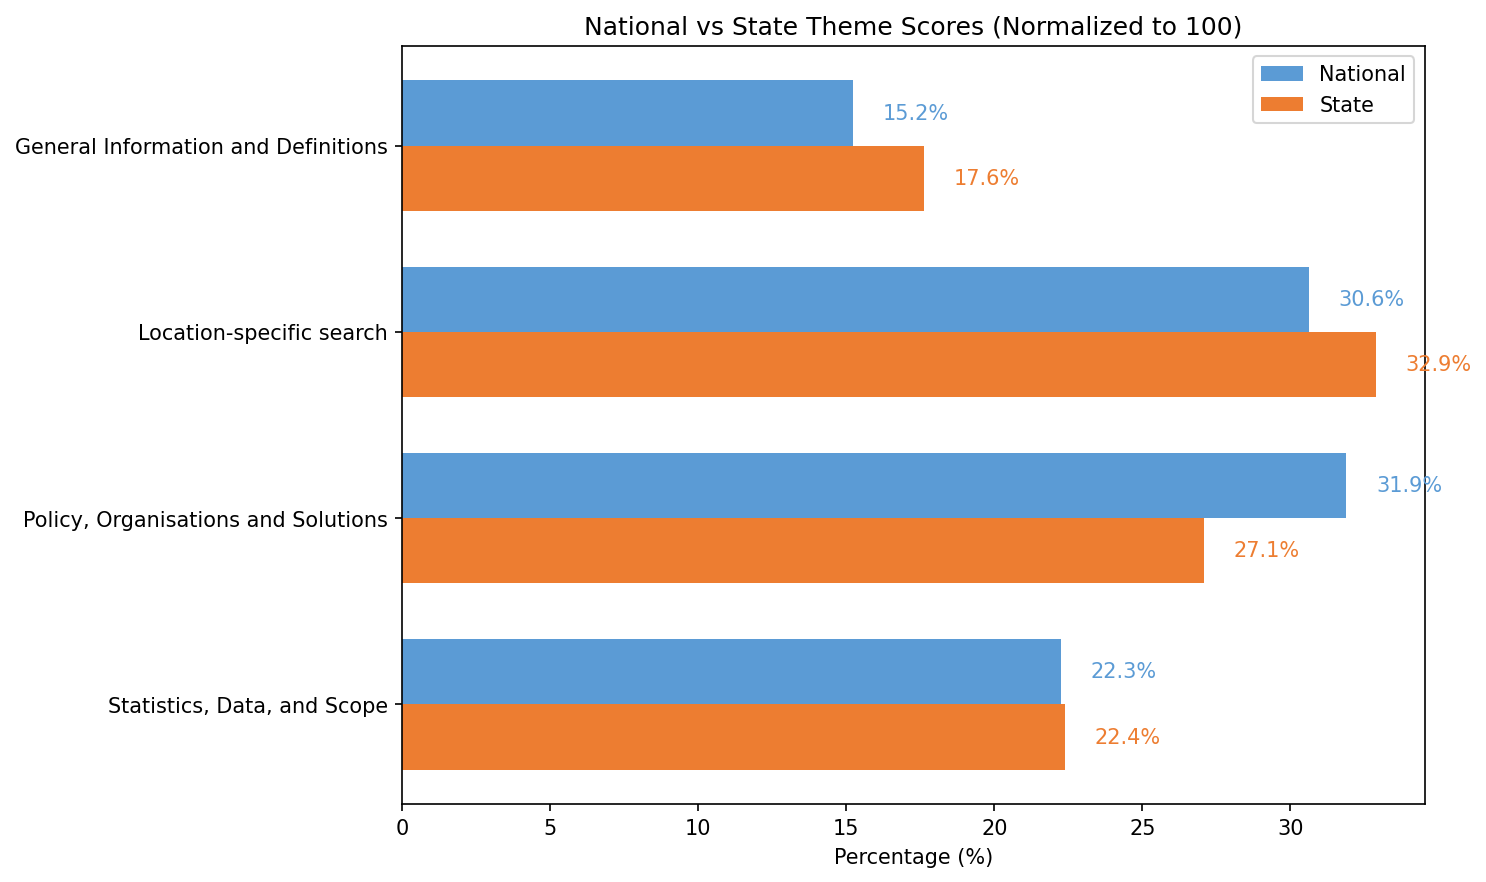 National vs State Theme Scores (Normalized to 100)
National
State
General Information and Definitions
15.2%
17.6%
Location-specific search
30.6%
32.9%
Policy, Organisations and Solutions
31.9%
27.1%
Statistics, Data, and Scope
22.3%
22.4%
0 5 10 15 20 25 30
Percentage (%)